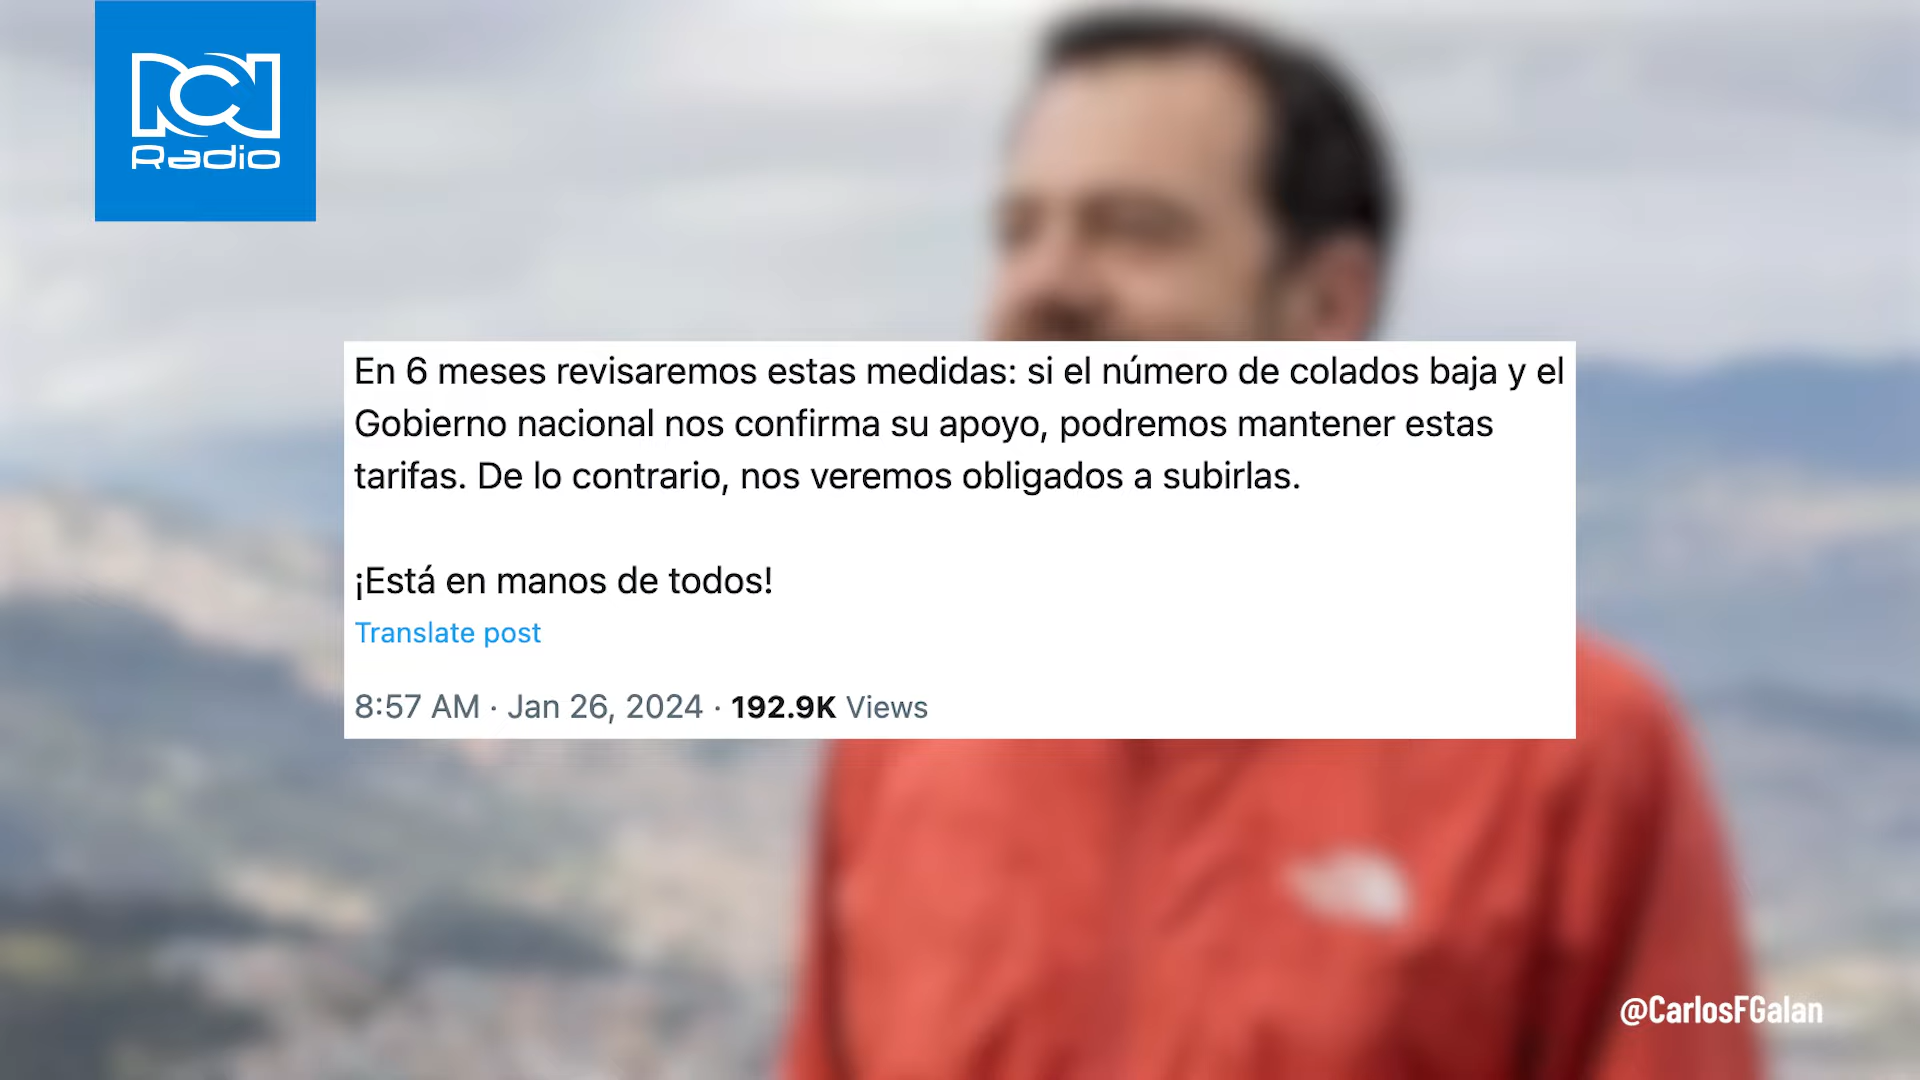 RCN
Radio
En 6 meses revisaremos estas medidas: si el número de colados baja y el
Gobierno nacional nos confirma su apoyo, podremos mantener estas
tarifas. De lo contrario, nos veremos obligados a subirlas.
¡Está en manos de todos!
Translate post
8:57 AM · Jan 26, 2024 · 192.9K Views
@CarlosFGalan